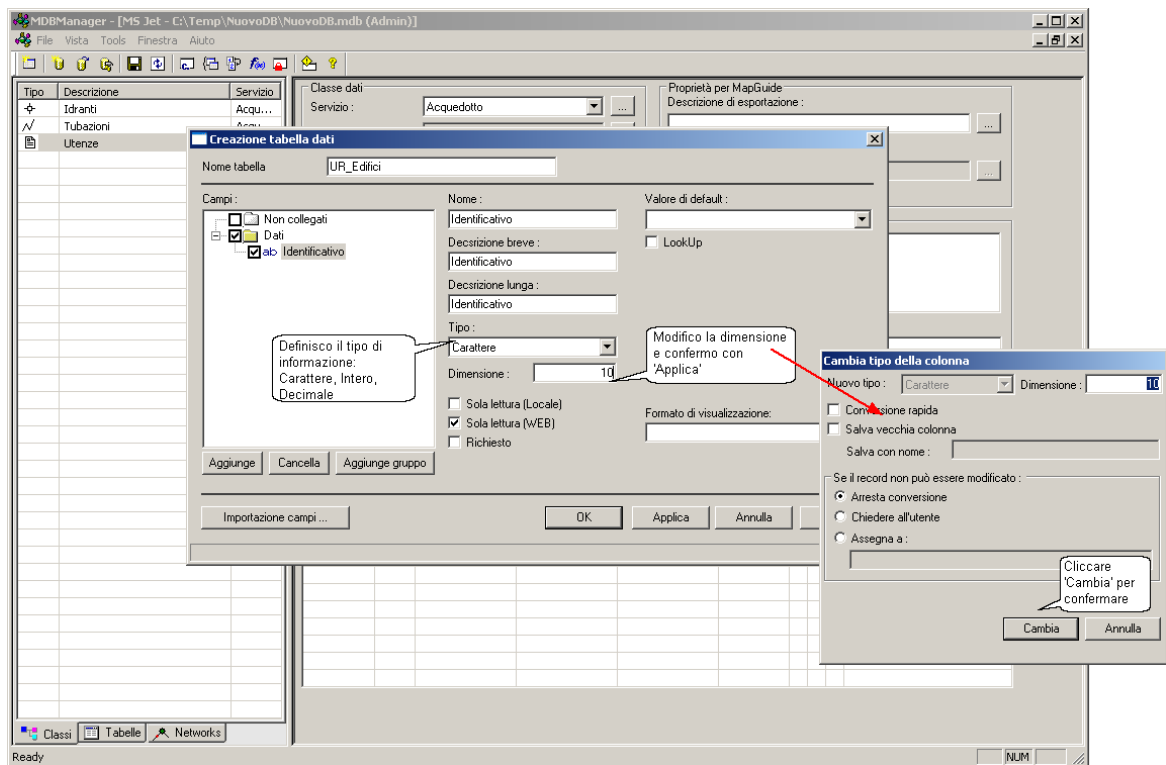 MDBManager - [MS Jet - C:\Temp\NuovoDB\NuovoDB.mdb (Admin)]
File Vista Tools Finestra Aiuto
Tipo Descrizione Servizio
Idranti Acqu...
Tubazioni Acqu...
Utenze
Classe dati
Servizio : Acquedotto ...
Proprietà per MapGuide
Descrizione di esportazione :
...
...
Creazione tabella dati
Nome tabella UR_Edifici
Campi :
Non collegati
Dati
ab Identificativo
Aggiunge Cancella Aggiunge gruppo
Nome :
Identificativo
Decsrizione breve :
Identificativo
Decsrizione lunga :
Identificativo
Tipo :
Carattere
Dimensione : 10
Sola lettura (Locale)
Sola lettura (WEB)
Richiesto
Valore di default :
LookUp
Formato di visualizzazione:
Importazione campi ... OK Applica Annulla
Definisco il tipo di
informazione:
Carattere, Intero,
Decimale
Modifico la dimensione
e confermo con
'Applica'
Cambia tipo della colonna
Nuovo tipo : Carattere Dimensione : 10
Conversione rapida
Salva vecchia colonna
Salva con nome :
Se il record non può essere modificato :
Arresta conversione
Chiedere all'utente
Assegna a :
Cliccare
'Cambia' per
confermare
Cambia Annulla
Classi Tabelle Networks
Ready NUM